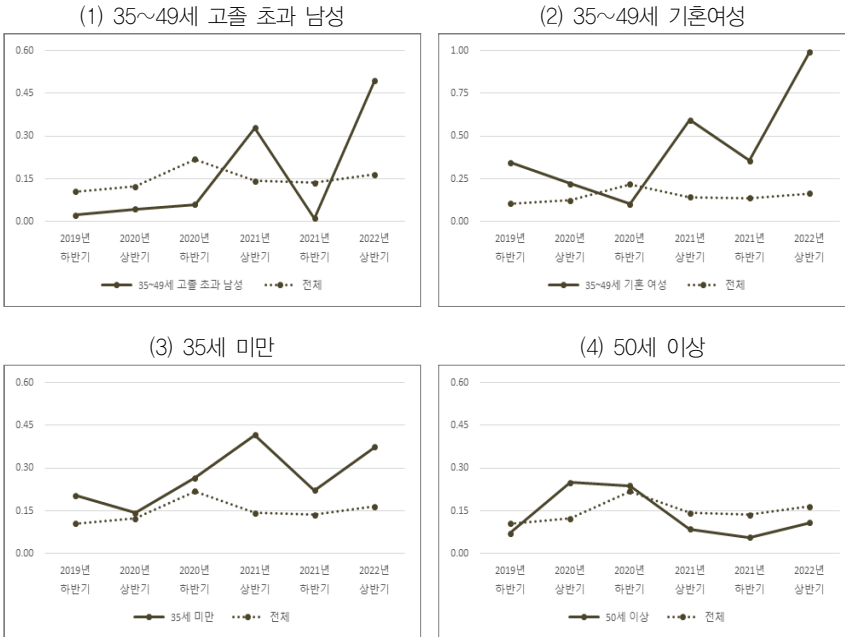 (1) 35～49세 고졸 초과 남성
0.60
0.45
0.30
0.15
0.00
2019년 2020년 2020년 2021년 2021년 2022년
하반기 상반기 하반기 상반기 하반기 상반기
35~49세 고졸 초과 남성 전체
(2) 35～49세 기혼여성
1.00
0.75
0.50
0.25
0.00
2019년 2020년 2020년 2021년 2021년 2022년
하반기 상반기 하반기 상반기 하반기 상반기
35~49세 기혼 여성 전체
(3) 35세 미만
0.60
0.45
0.30
0.15
0.00
2019년 2020년 2020년 2021년 2021년 2022년
하반기 상반기 하반기 상반기 하반기 상반기
35세 미만 전체
(4) 50세 이상
0.60
0.45
0.30
0.15
0.00
2019년 2020년 2020년 2021년 2021년 2022년
하반기 상반기 하반기 상반기 하반기 상반기
50세 이상 전체